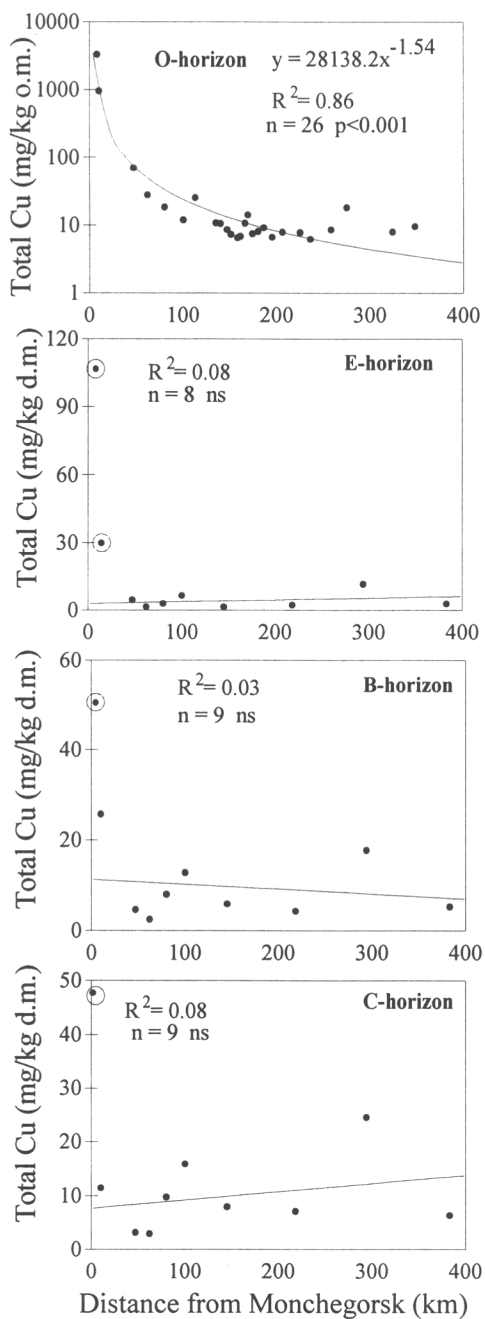 10000
O-horizon y = 28138.2x^-1.54
1000
R^2 = 0.86
n = 26 p<0.001
100
10
1
0 100 200 300 400
Total Cu (mg/kg o.m.)
120
R^2 = 0.08
E-horizon
n = 8 ns
90
60
30
0
0 100 200 300 400
Total Cu (mg/kg d.m.)
60
R^2 = 0.03
B-horizon
n = 9 ns
40
20
0
0 100 200 300 400
Total Cu (mg/kg d.m.)
50
R^2 = 0.08
C-horizon
n = 9 ns
40
30
20
10
0
0 100 200 300 400
Total Cu (mg/kg d.m.)
Distance from Monchegorsk (km)